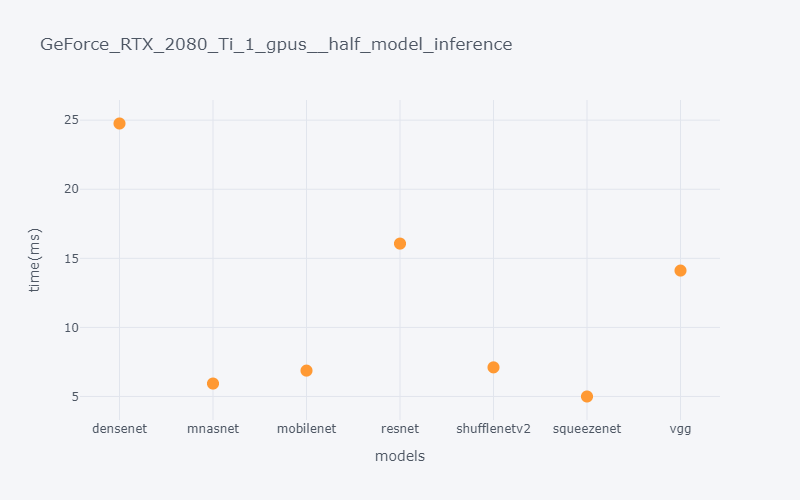 GeForce_RTX_2080_Ti_1_gpus__half_model_inference
25
20
15
10
5
time(ms)
densenet mnasnet mobilenet resnet shufflenetv2 squeezenet vgg
models